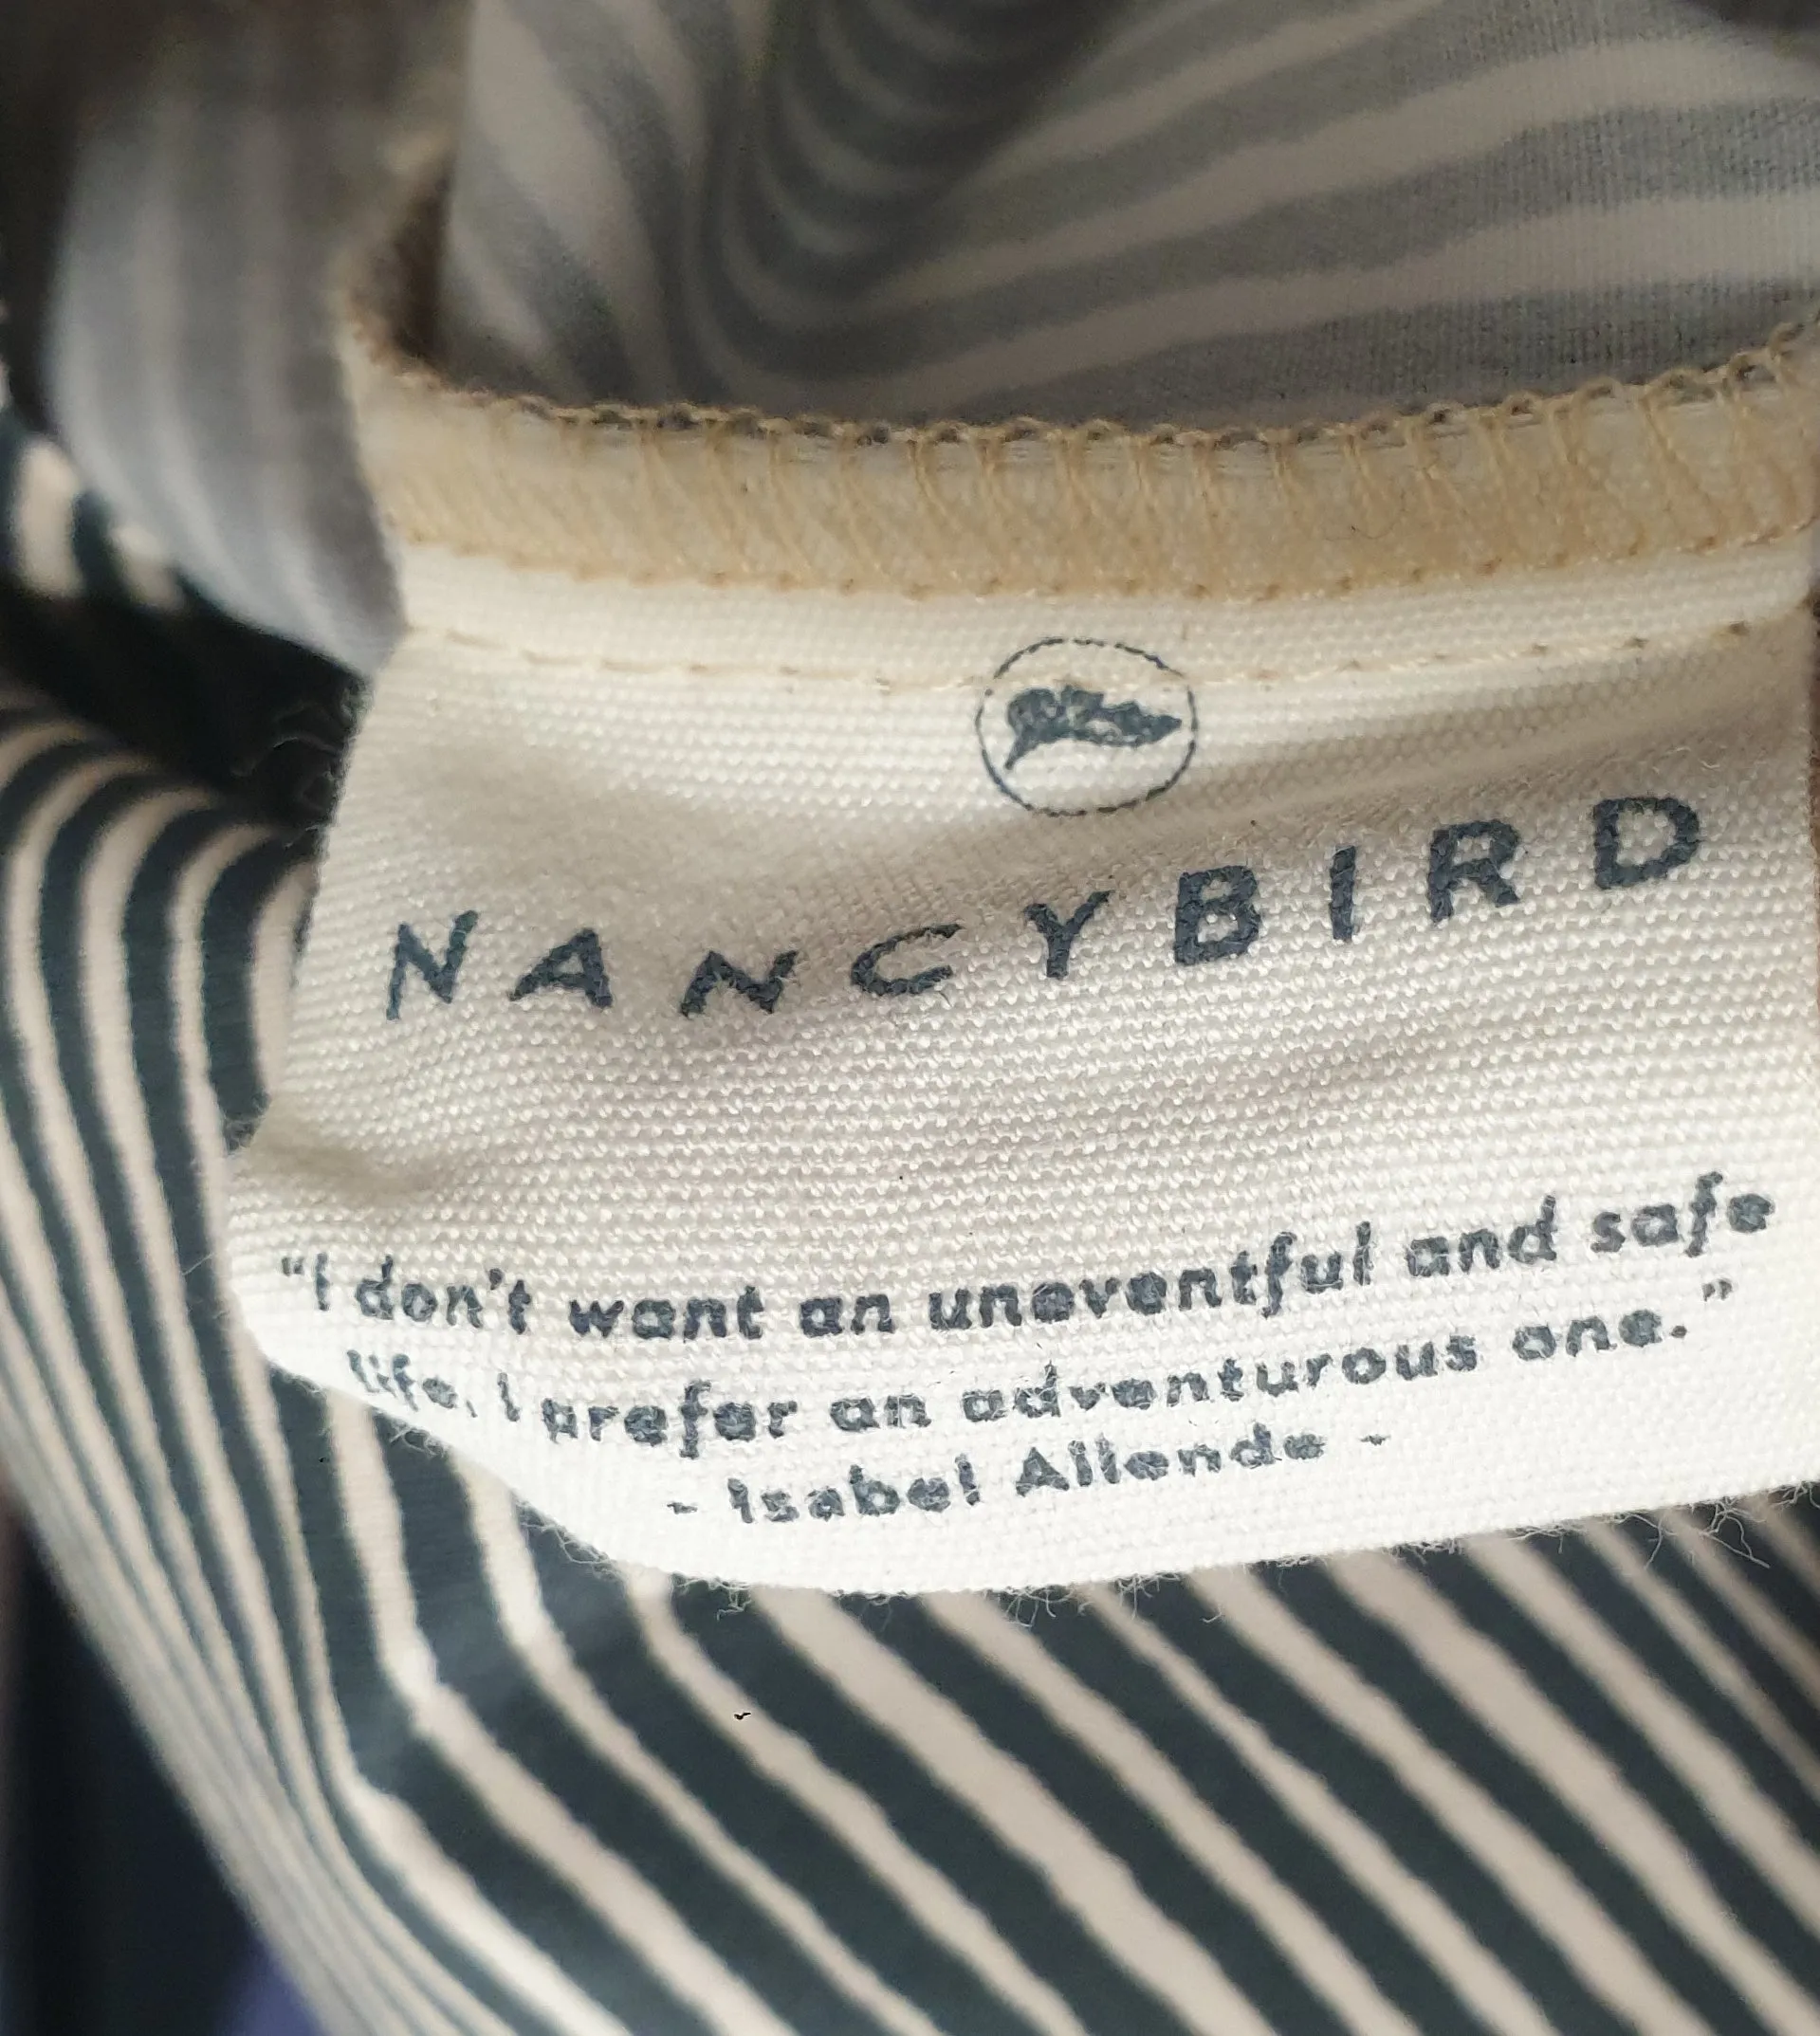 NANCYBIRD
"I don't want an uneventful and safe
life. I prefer an adventurous one."
- Isabel Allende -